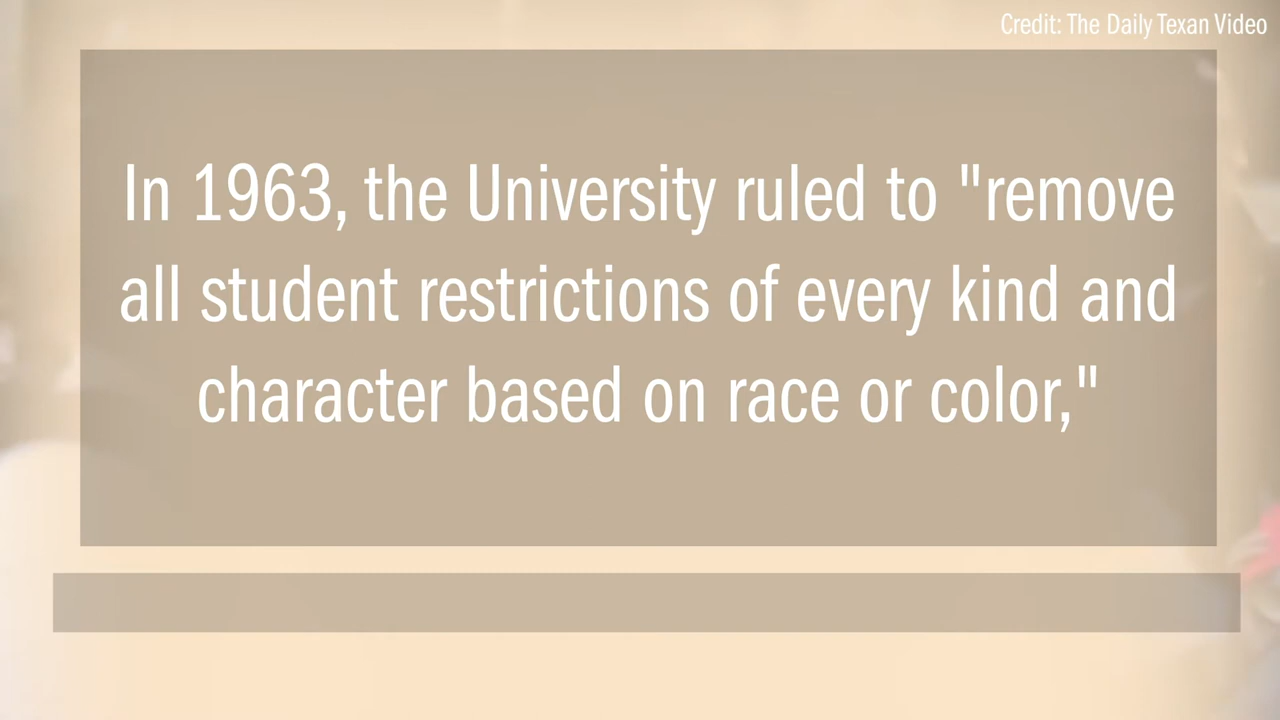 Credit: The Daily Texan Video
In 1963, the University ruled to "remove
all student restrictions of every kind and
character based on race or color,"